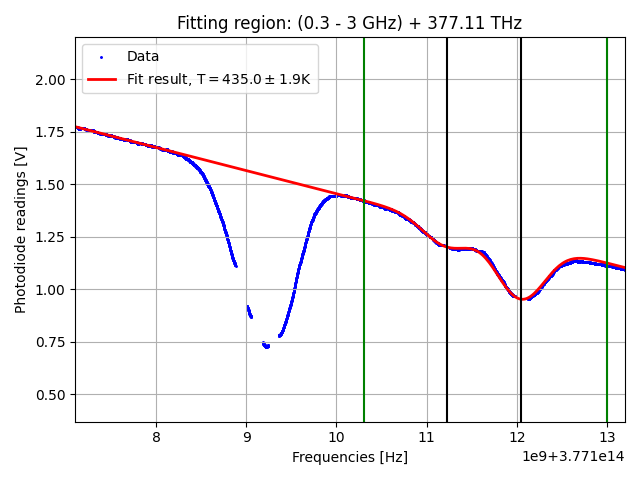 Fitting region: (0.3 - 3 GHz) + 377.11 THz
Data
Fit result, T = 435.0 ± 1.9K
Photodiode readings [V]
2.00
1.75
1.50
1.25
1.00
0.75
0.50
8 9 10 11 12 13
Frequencies [Hz]
1e9+3.771e14